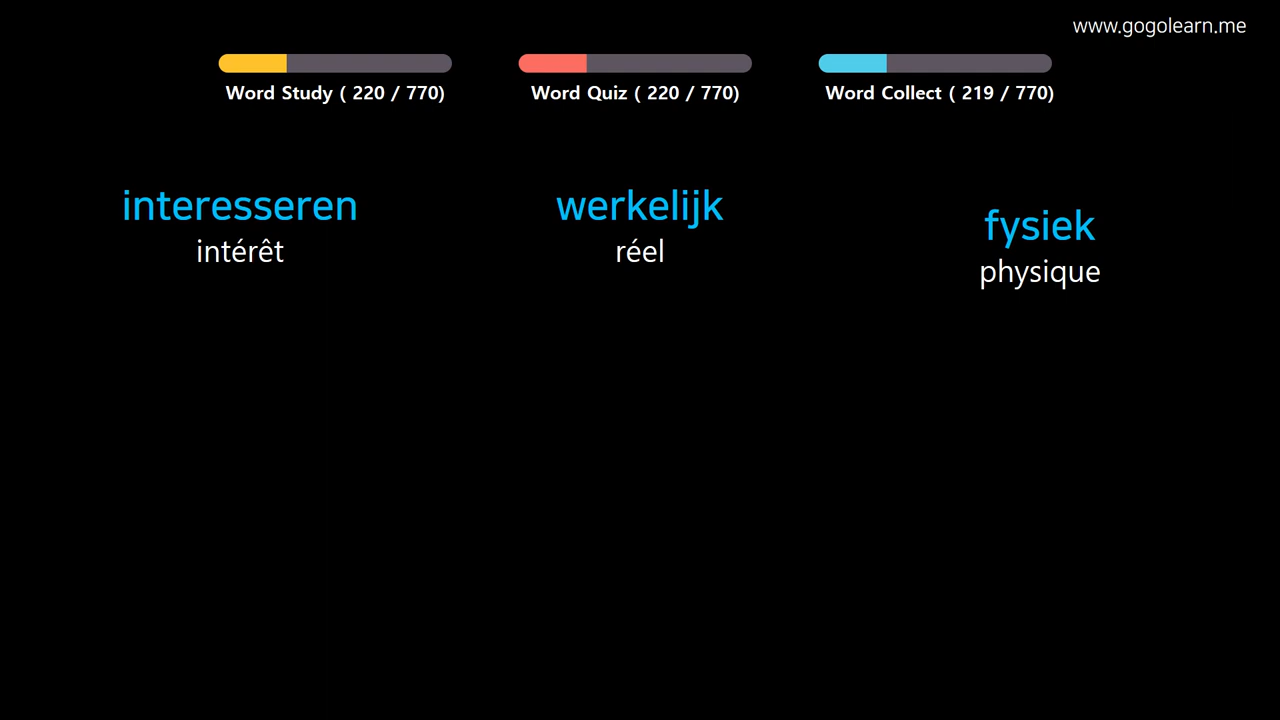 www.gogolearn.me
Word Study ( 220 / 770)
Word Quiz ( 220 / 770)
Word Collect ( 219 / 770)
interesseren
intérêt
werkelijk
réel
fysiek
physique